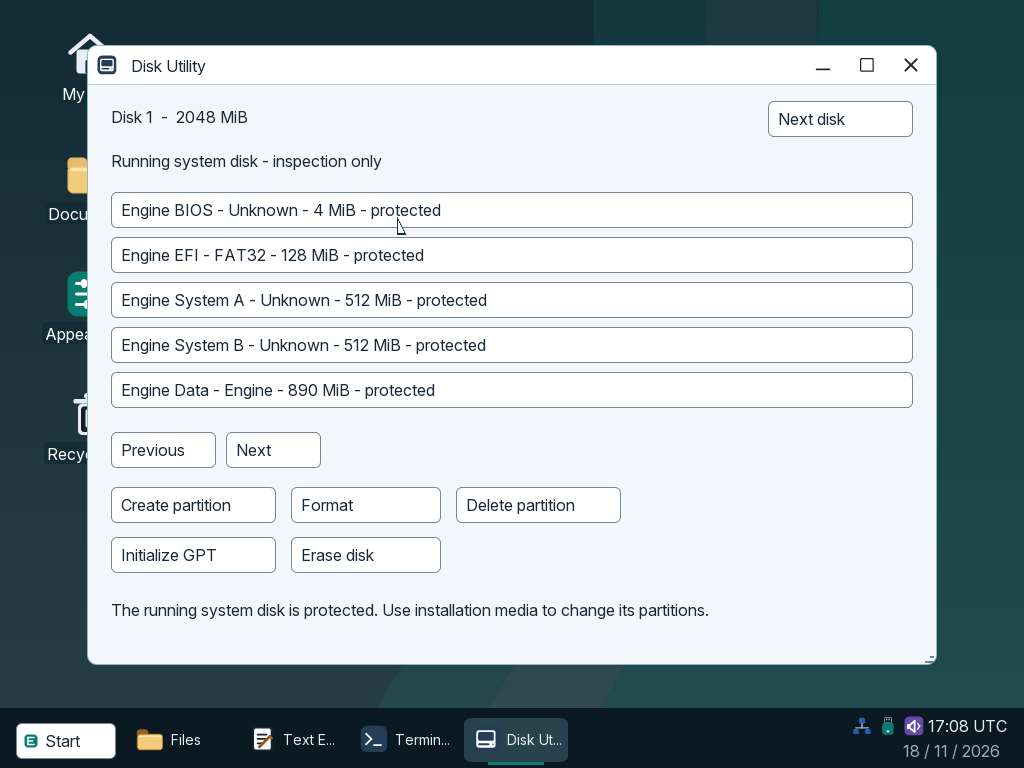 Disk Utility
Disk 1 - 2048 MiB
Next disk
Running system disk - inspection only
Engine BIOS - Unknown - 4 MiB - protected
Engine EFI - FAT32 - 128 MiB - protected
Engine System A - Unknown - 512 MiB - protected
Engine System B - Unknown - 512 MiB - protected
Engine Data - Engine - 890 MiB - protected
Previous
Next
Create partition
Format
Delete partition
Initialize GPT
Erase disk
The running system disk is protected. Use installation media to change its partitions.
My
Docu
Appea
Recy
Start
Files
Text E...
Termin...
Disk Ut...
17:08 UTC
18 / 11 / 2026